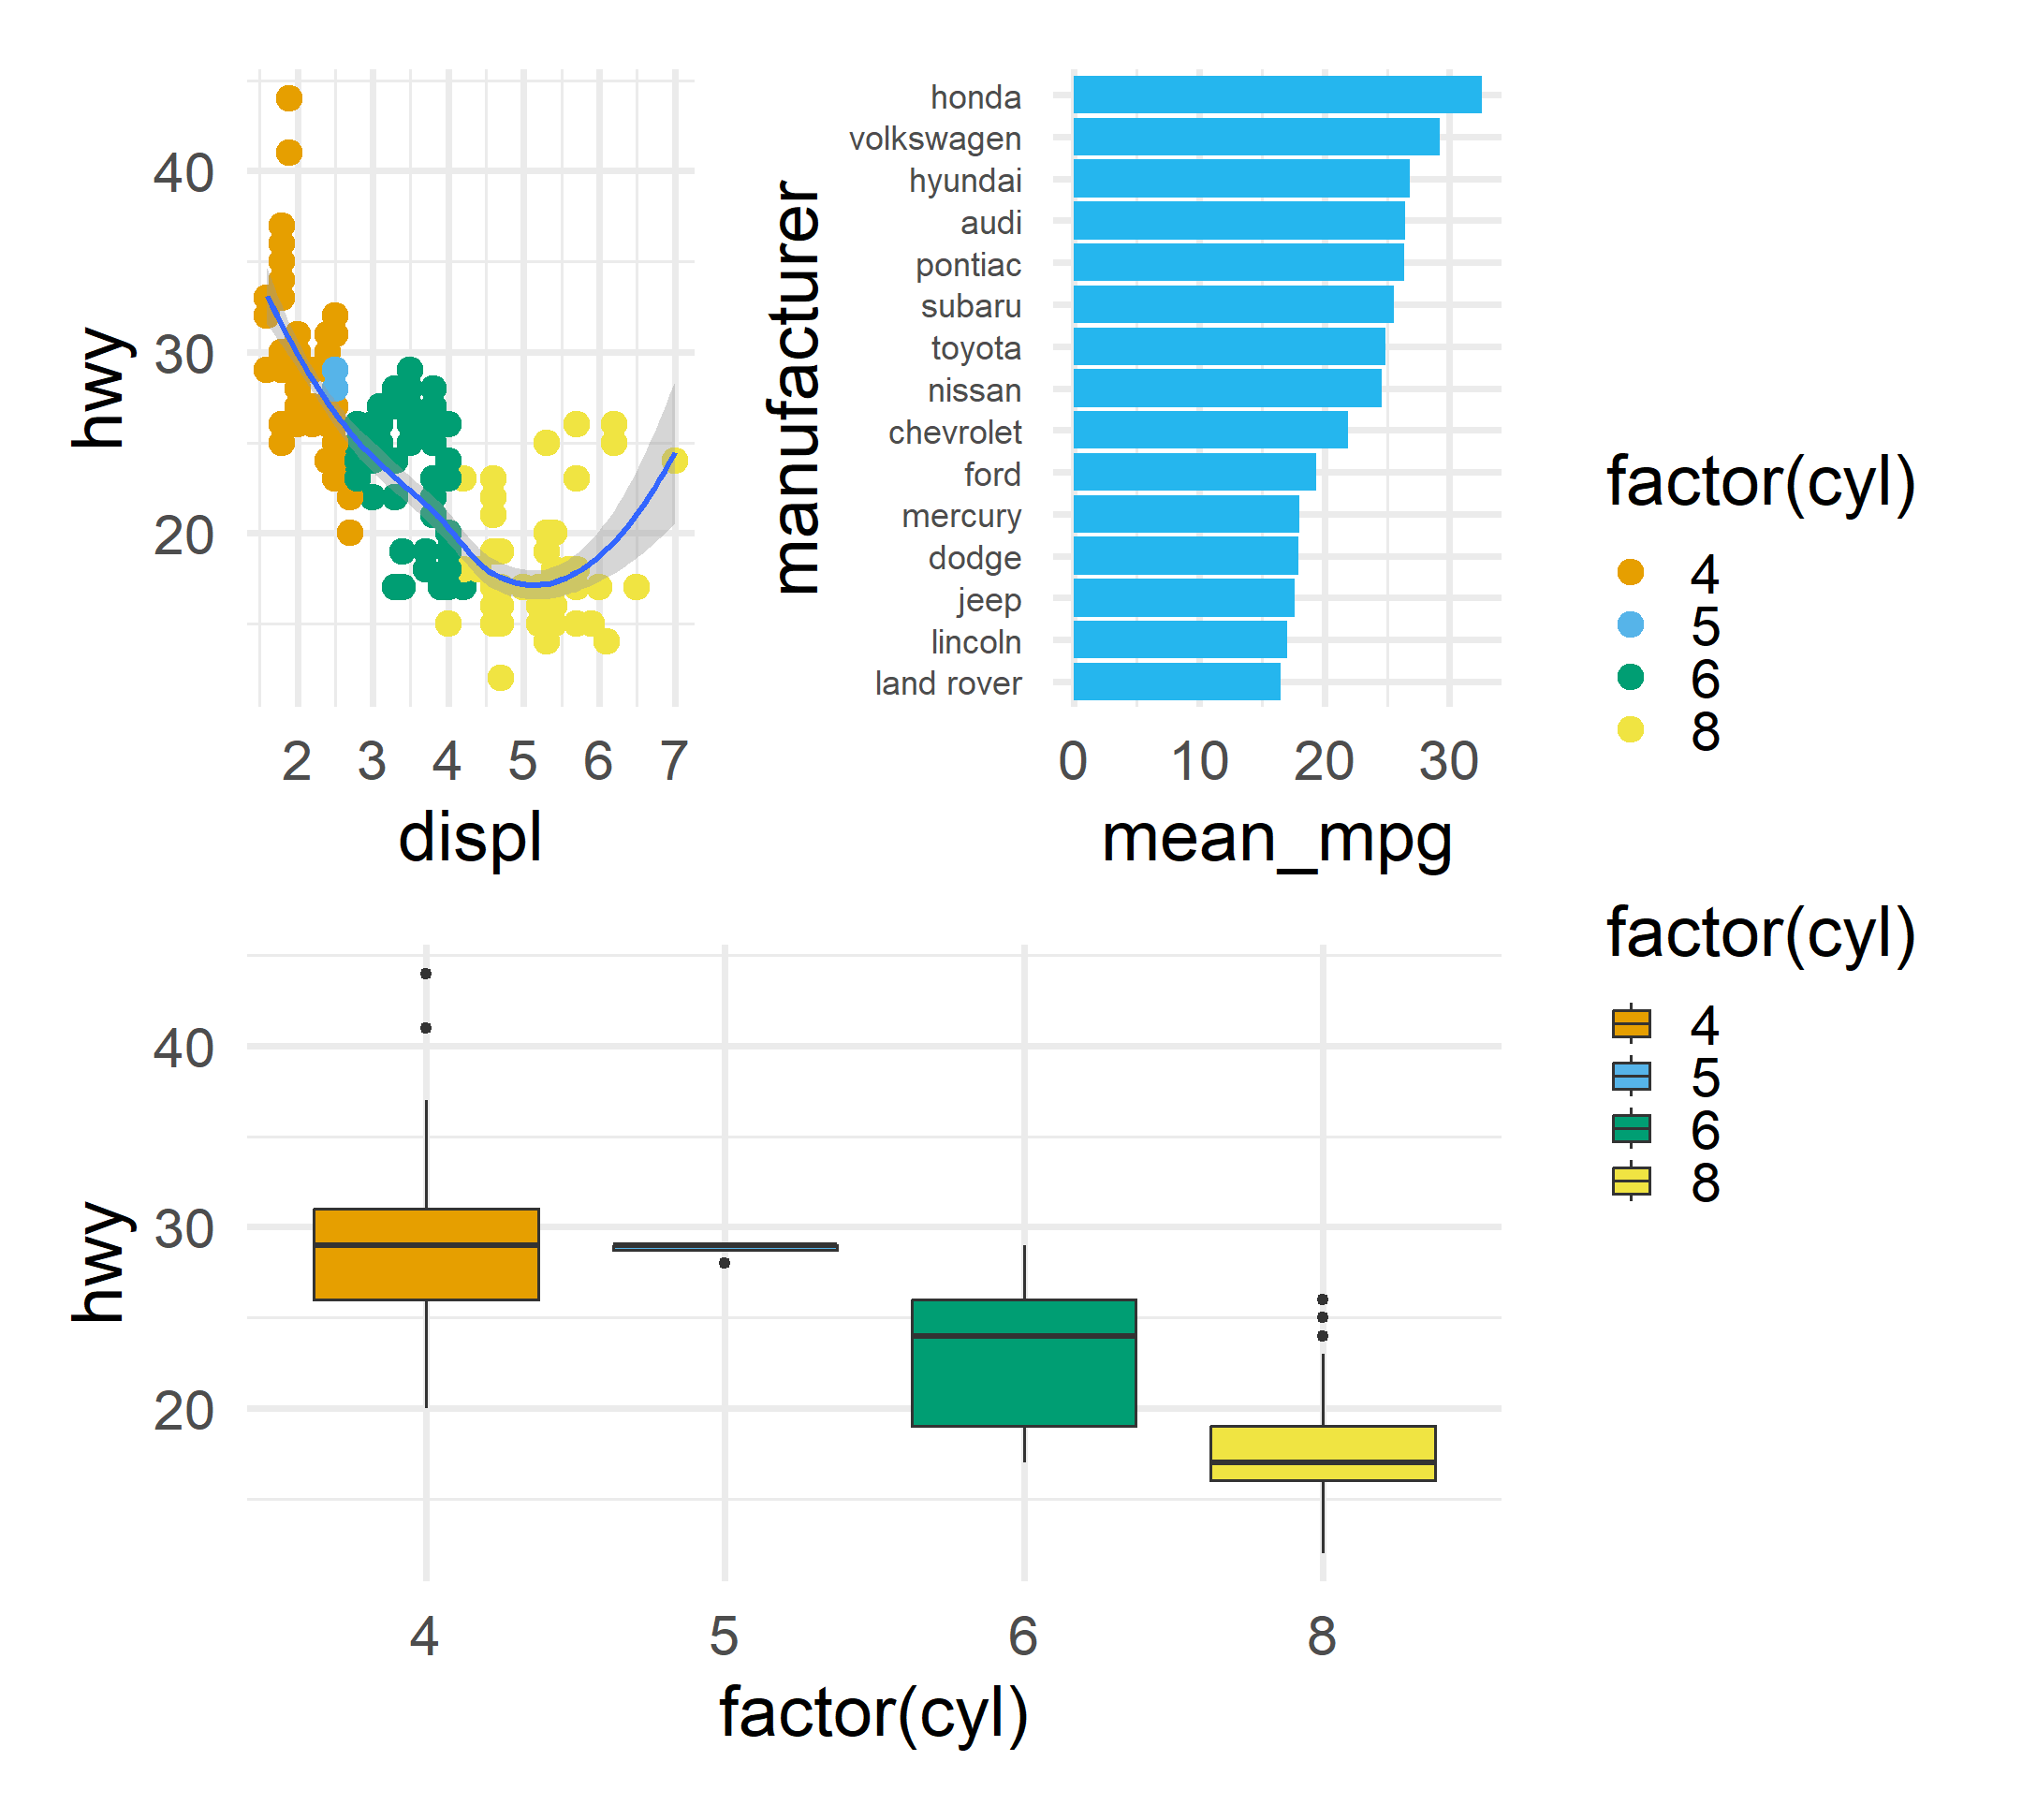 hwy
40
30
20
2 3 4 5 6 7
displ
manufacturer
honda
volkswagen
hyundai
audi
pontiac
subaru
toyota
nissan
chevrolet
ford
mercury
dodge
jeep
lincoln
land rover
0 10 20 30
mean_mpg
factor(cyl)
4
5
6
8
factor(cyl)
4
5
6
8
hwy
40
30
20
4 5 6 8
factor(cyl)